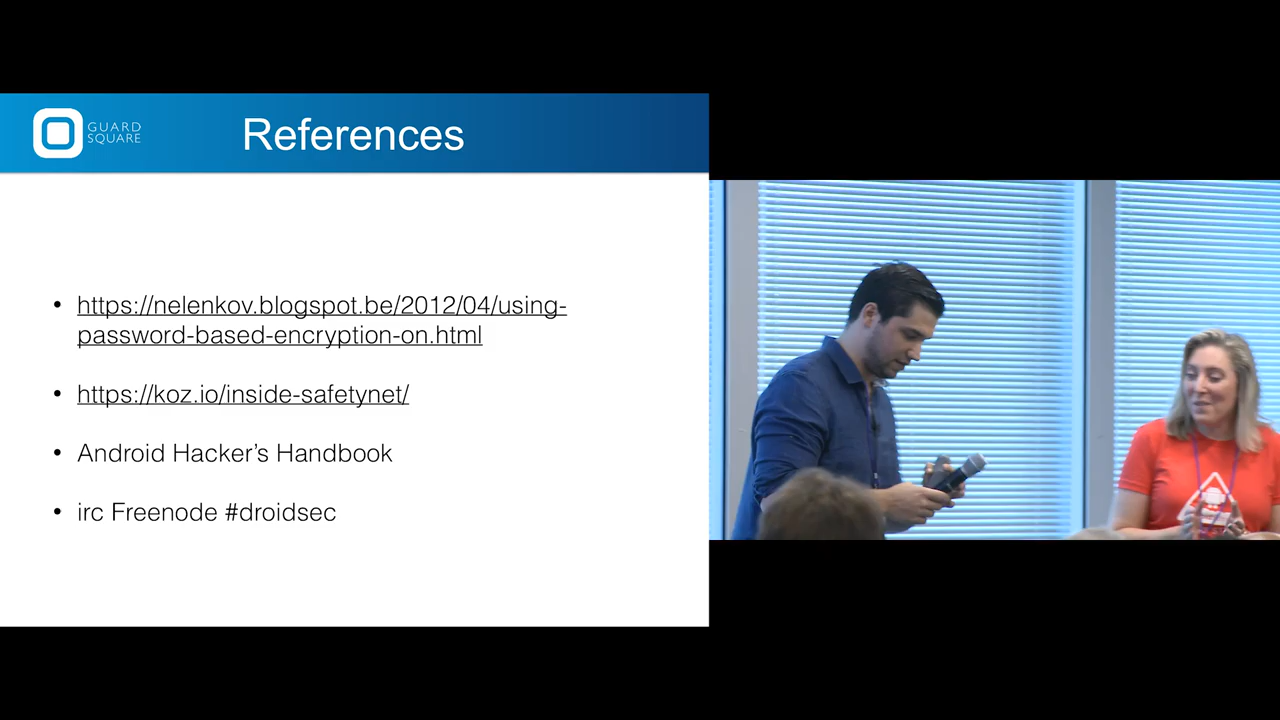 GUARD
SQUARE
References
• https://nelenkov.blogspot.be/2012/04/using-
password-based-encryption-on.html
• https://koz.io/inside-safetynet/
• Android Hacker’s Handbook
• irc Freenode #droidsec